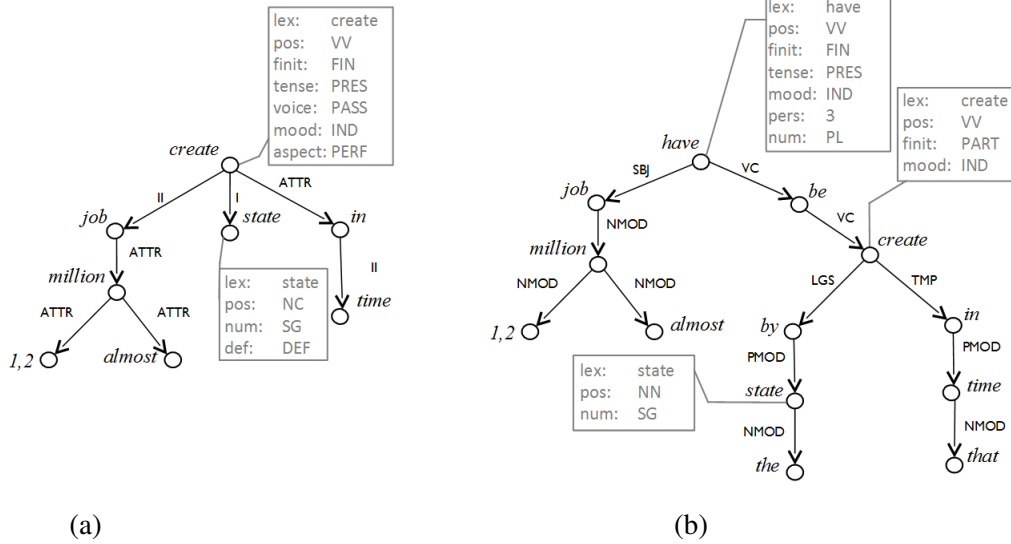 lex: create
pos: VV
finit: FIN
tense: PRES
voice: PASS
mood: IND
aspect: PERF
create
II
I
ATTR
job
state
in
ATTR
million
II
ATTR
ATTR
time
1,2
almost
lex: state
pos: NC
num: SG
def: DEF
(a)
lex: have
pos: VV
finit: FIN
tense: PRES
mood: IND
pers: 3
num: PL
lex: create
pos: VV
finit: PART
mood: IND
have
SBJ
VC
job
be
NMOD
VC
million
create
NMOD
NMOD
LGS
TMP
1,2
almost
by
in
PMOD
PMOD
lex: state
pos: NN
num: SG
state
time
NMOD
NMOD
the
that
(b)